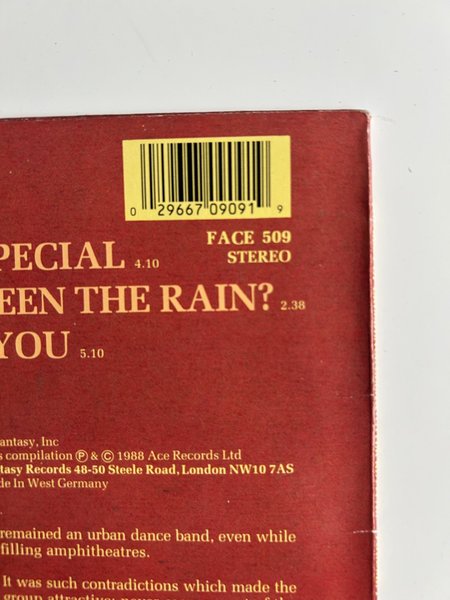 0 29667 09091 9
FACE 509
STEREO
PECIAL 4.10
EEN THE RAIN? 2.38
YOU 5.10
antasy, Inc
s compilation Ⓟ & © 1988 Ace Records Ltd
tasy Records 48-50 Steele Road, London NW10 7AS
de In West Germany
remained an urban dance band, even while
filling amphitheatres.
It was such contradictions which made the